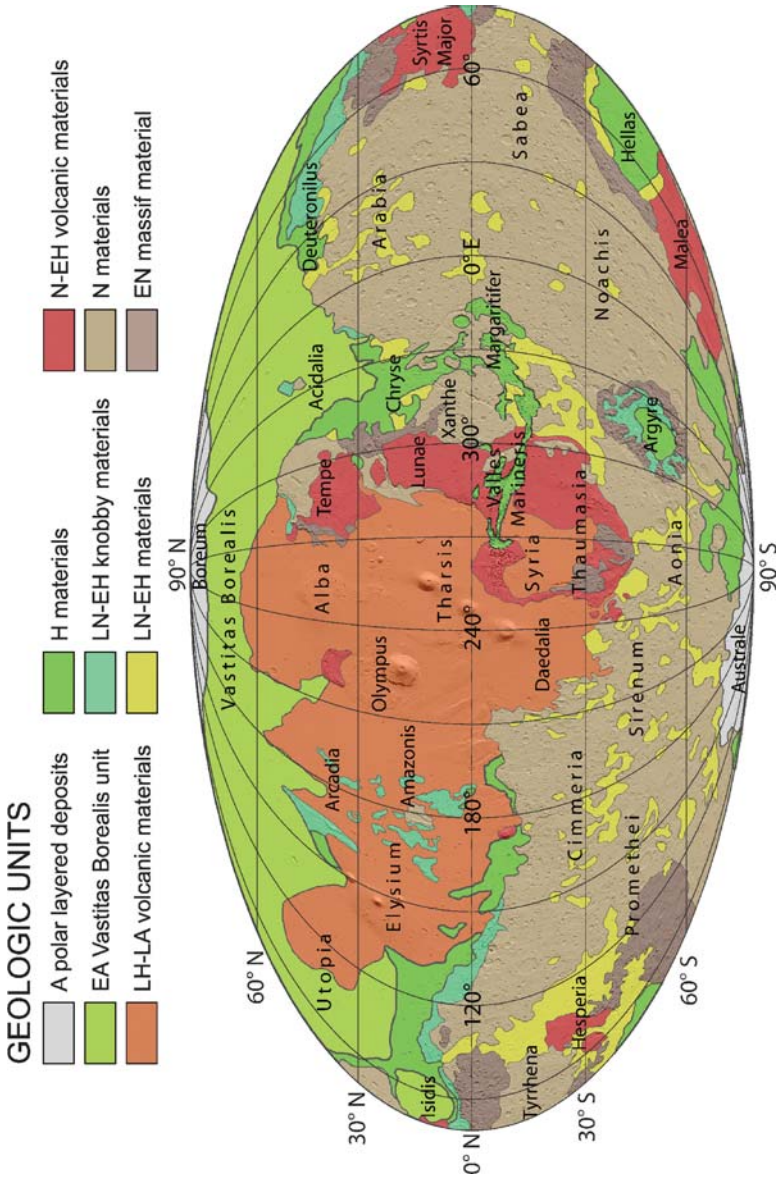 GEOLOGIC UNITS
A polar layered deposits
EA Vastitas Borealis unit
LH-LA volcanic materials
H materials
LN-EH knobby materials
LN-EH materials
N-EH volcanic materials
N materials
EN massif material
90° N
Boreum
60° N
Vastitas Borealis
Utopia
Arcadia
Alba
Tempe
Acidalia
Deuteronilus
30° N
Isidis
Elysium
Amazonis
Olympus
Tharsis
Lunae
Chryse
Xanthe
Arabia
Syrtis
Major
0° N
120°
180°
240°
300°
0° E
60°
Valles
Marineris
Margaritifer
Sabea
Tyrrhena
Hesperia
Cimmeria
Daedalia
Syria
Thaumasia
Noachis
30° S
Promethei
Sirenum
Aonia
Argyre
Hellas
Malea
60° S
Australe
90° S